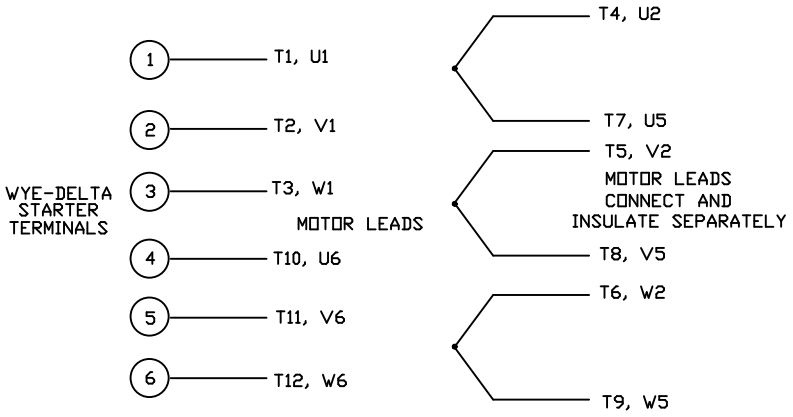 T4, U2
1
T1, U1
2
T2, V1
T7, U5
T5, V2
WYE-DELTA
STARTER
TERMINALS
3
T3, W1
MOTOR LEADS
MOTOR LEADS
CONNECT AND
INSULATE SEPARATELY
4
T10, U6
T8, V5
T6, W2
5
T11, V6
6
T12, W6
T9, W5